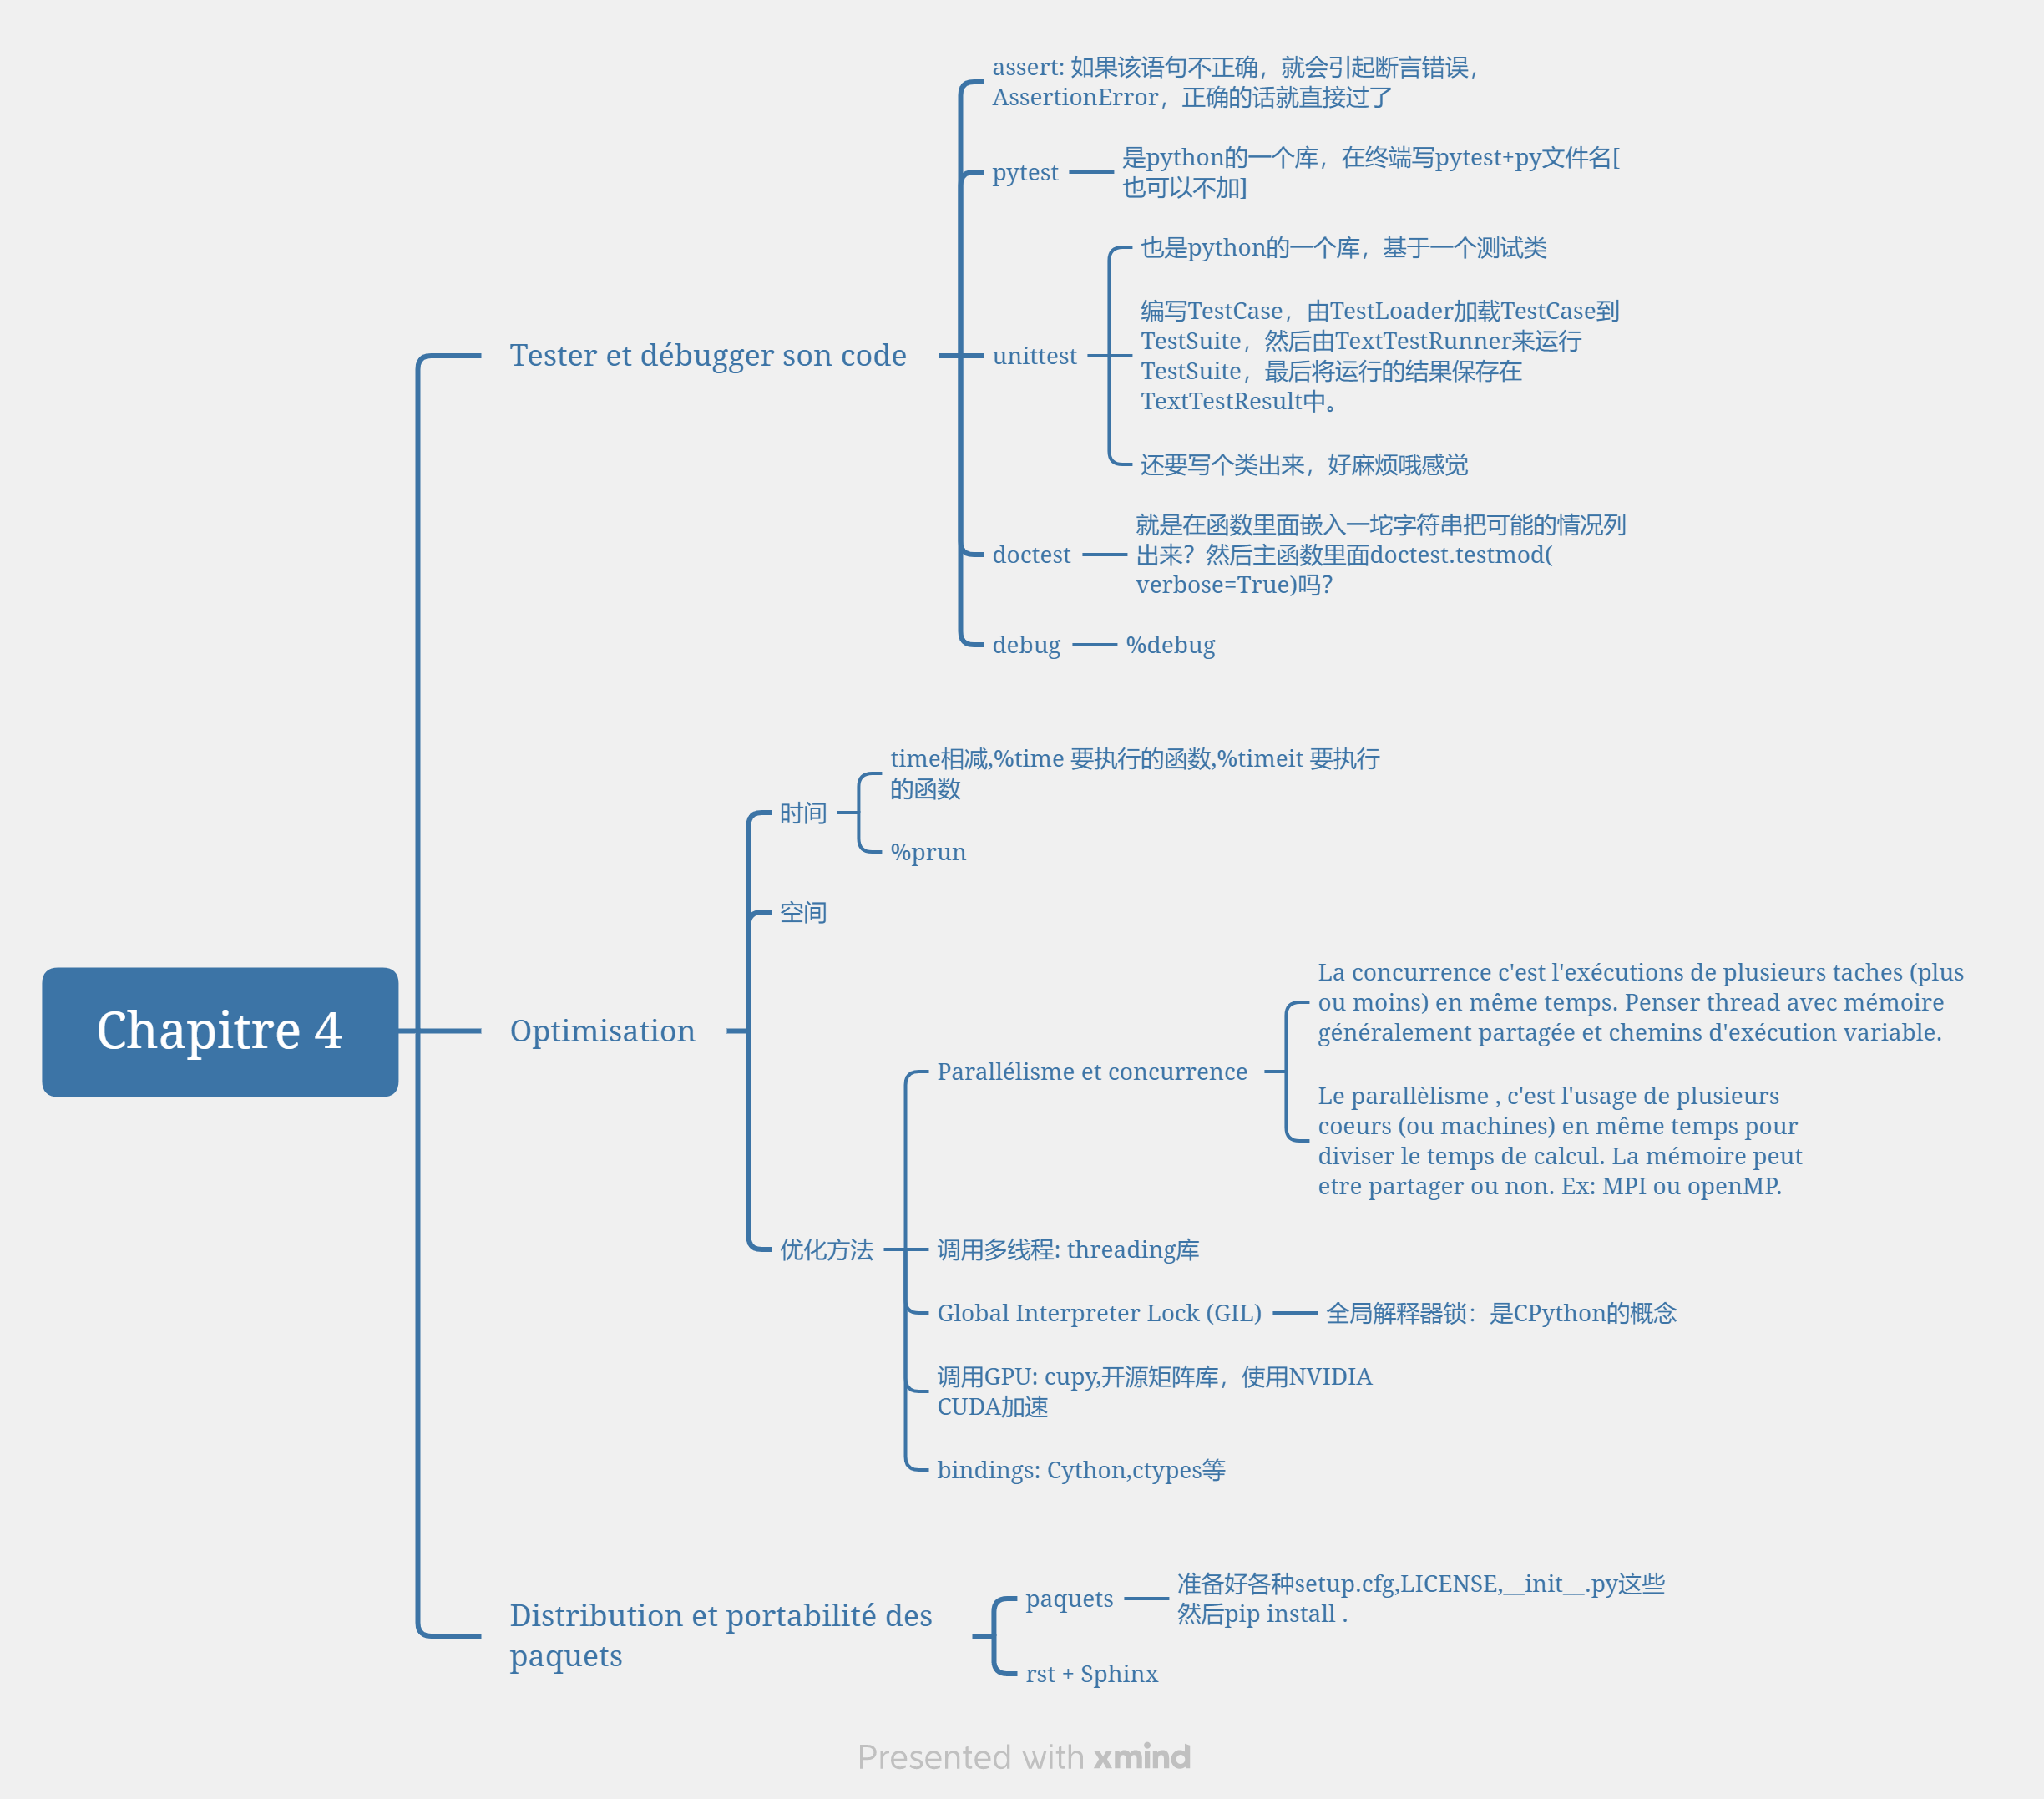 assert: 如果该语句不正确，就会引起断言错误，
AssertionError，正确的话就直接过了
pytest
是python的一个库，在终端写pytest+py文件名[
也可以不加]
也是python的一个库，基于一个测试类
编写TestCase，由TestLoader加载TestCase到
TestSuite，然后由TextTestRunner来运行
TestSuite，最后将运行的结果保存在
TextTestResult中。
Tester et débugger son code
unittest
还要写个类出来，好麻烦哦感觉
doctest
就是在函数里面嵌入一坨字符串把可能的情况列
出来？然后主函数里面doctest.testmod(
verbose=True)吗?
debug
%debug
time相减,%time 要执行的函数,%timeit 要执行
的函数
时间
%prun
空间
Chapitre 4
Optimisation
La concurrence c'est l'exécutions de plusieurs taches (plus
ou moins) en même temps. Penser thread avec mémoire
généralement partagée et chemins d'exécution variable.
Parallélisme et concurrence
Le parallèlisme , c'est l'usage de plusieurs
coeurs (ou machines) en même temps pour
diviser le temps de calcul. La mémoire peut
etre partager ou non. Ex: MPI ou openMP.
优化方法
调用多线程: threading库
Global Interpreter Lock (GIL)
全局解释器锁：是CPython的概念
调用GPU: cupy,开源矩阵库，使用NVIDIA
CUDA加速
bindings: Cython,ctypes等
Distribution et portabilité des
paquets
paquets
准备好各种setup.cfg,LICENSE,__init__.py这些
然后pip install .
rst + Sphinx
Presented with xmind